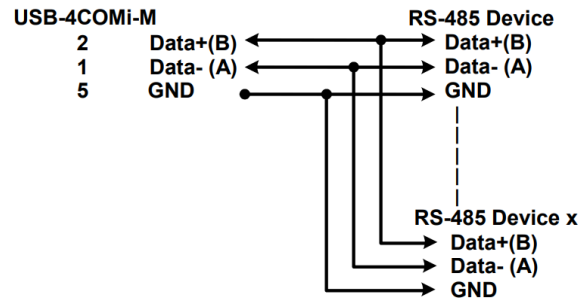 USB-4COMi-M RS-485 Device
2 Data+(B) Data+(B)
1 Data- (A) Data- (A)
5 GND GND
RS-485 Device x
Data+(B)
Data- (A)
GND